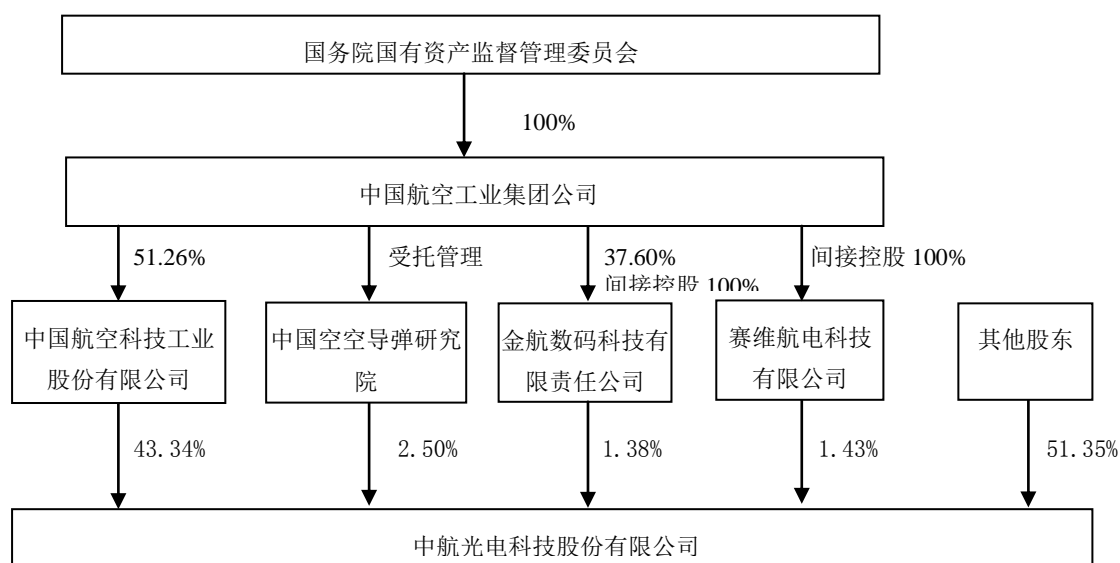 国务院国有资产监督管理委员会
100%
中国航空工业集团公司
51.26%
受托管理
37.60%
间接控股 100%
间接控股 100%
中国航空科技工业
股份有限公司
中国空空导弹研究
院
金航数码科技有
限责任公司
赛维航电科技
有限公司
其他股东
43.34%
2.50%
1.38%
1.43%
51.35%
中航光电科技股份有限公司